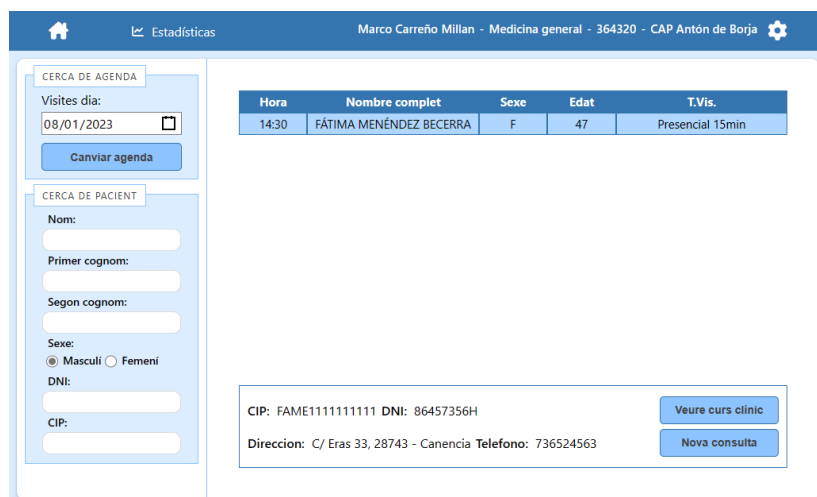 Estadísticas
Marco Carreño Millan - Medicina general - 364320 - CAP Antón de Borja
CERCA DE AGENDA
Visites dia:
08/01/2023
Canviar agenda
CERCA DE PACIENT
Nom:
Primer cognom:
Segon cognom:
Sexe:
Masculí Femení
DNI:
CIP:
Hora Nombre complet Sexe Edat T.Vis.
14:30 FÁTIMA MENÉNDEZ BECERRA F 47 Presencial 15min
CIP: FAME1111111111 DNI: 86457356H
Veure curs clinic
Direccion: C/ Eras 33, 28743 - Canencia Telefono: 736524563
Nova consulta